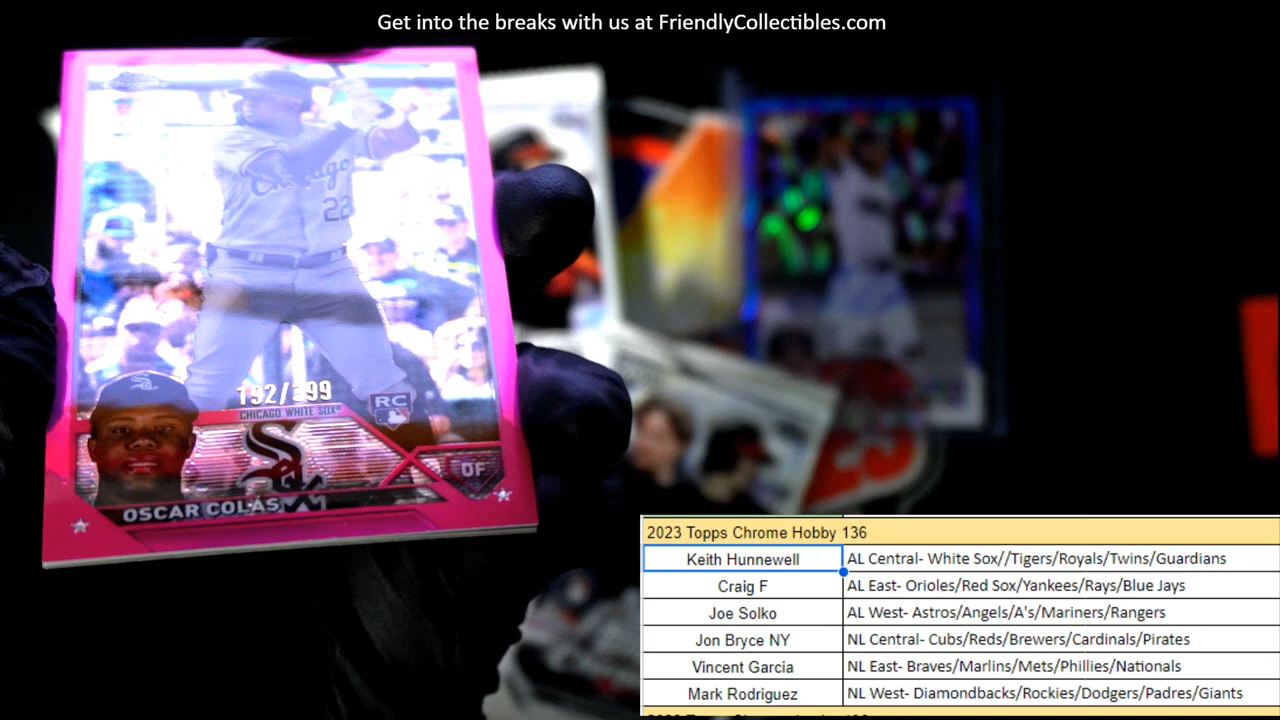 Get into the breaks with us at FriendlyCollectibles.com
Chicago
22
192/399
CHICAGO WHITE SOX
RC
OF
OSCAR COLAS
2023 Topps Chrome Hobby 136
Keith Hunnewell AL Central- White Sox//Tigers/Royals/Twins/Guardians
Craig F AL East- Orioles/Red Sox/Yankees/Rays/Blue Jays
Joe Solko AL West- Astros/Angels/A's/Mariners/Rangers
Jon Bryce NY NL Central- Cubs/Reds/Brewers/Cardinals/Pirates
Vincent Garcia NL East- Braves/Marlins/Mets/Phillies/Nationals
Mark Rodriguez NL West- Diamondbacks/Rockies/Dodgers/Padres/Giants